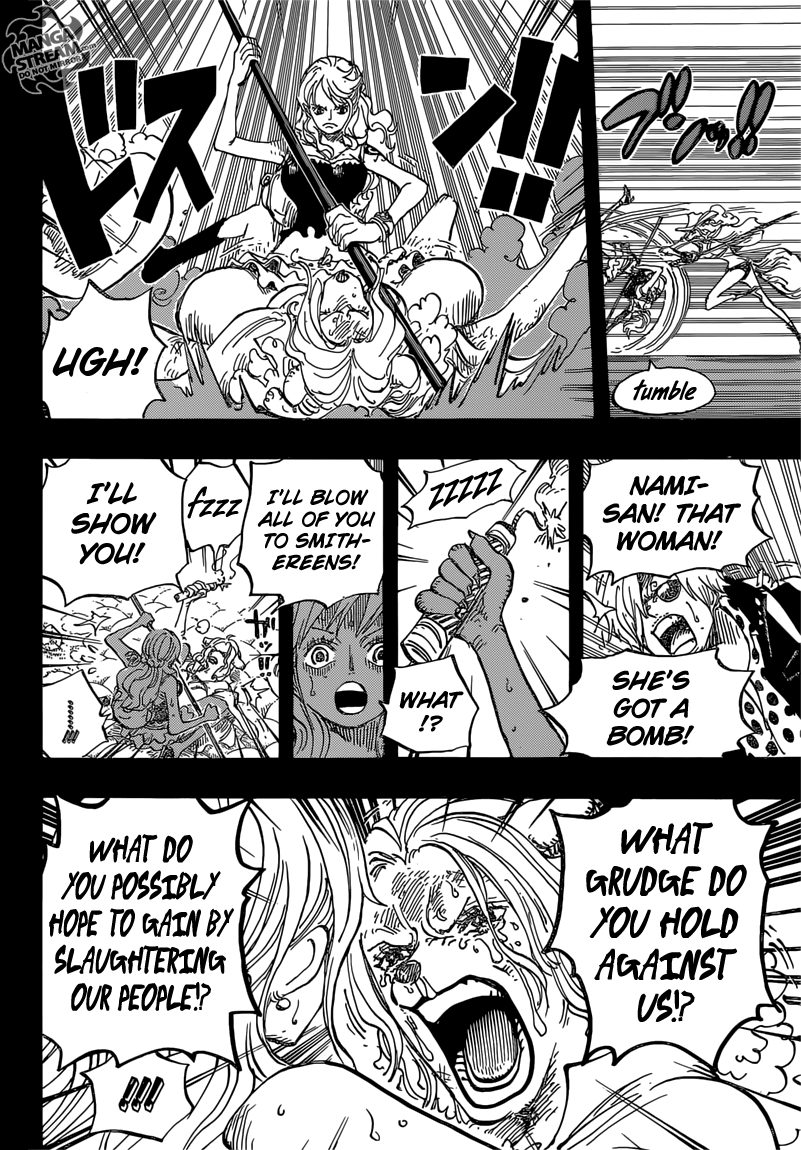 MANGA
STREAM.com
DO NOT MIRROR
ブン!!
tumble
ドスン!!
UGH!
NAMI-
SAN! THAT
WOMAN!
SHE'S
GOT A
BOMB!
ZZZZZ
WHAT
!?
I'LL BLOW
ALL OF YOU
TO SMITH-
EREENS!
fzzz
I'LL
SHOW
YOU!
!!!
WHAT
GRUDGE DO
YOU HOLD
AGAINST
US!?
WHAT DO
YOU POSSIBLY
HOPE TO GAIN BY
SLAUGHTERING
OUR PEOPLE!?
!!!